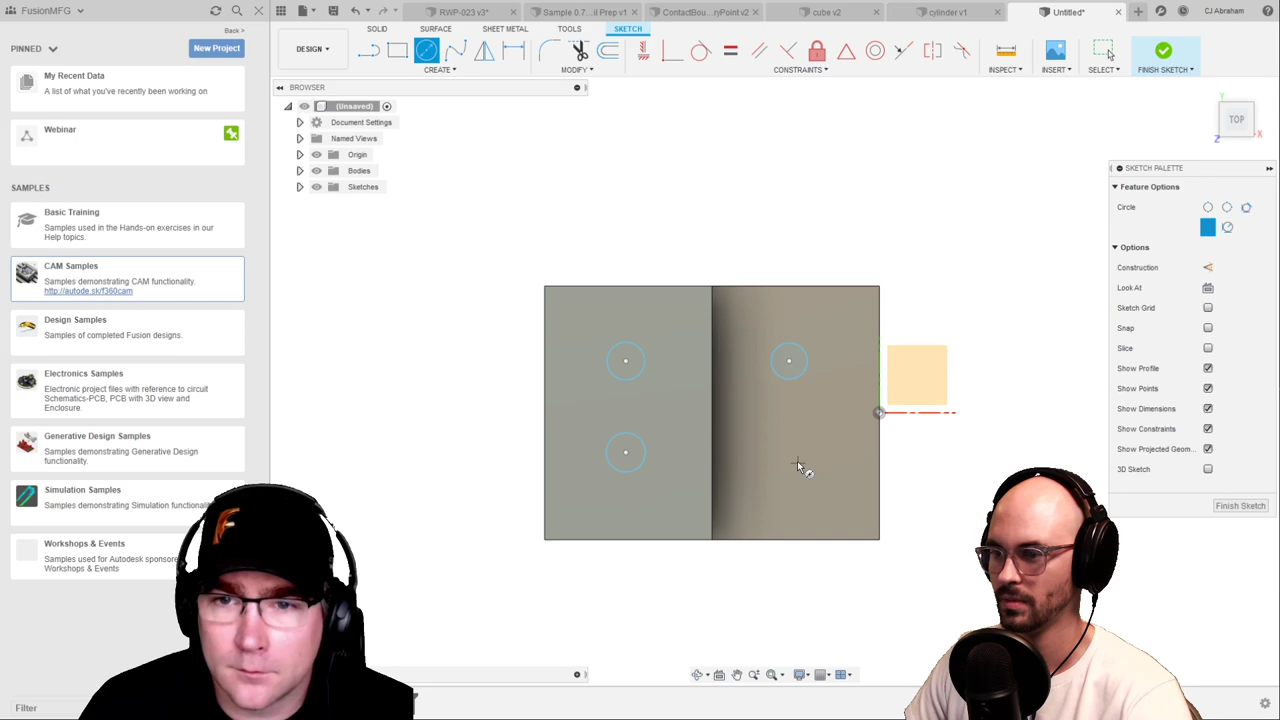 FusionMFG
RWP-023 v3*
Sample 0.7...il Prep v1
ContactBou...ryPoint v2
cube v2
cylinder v1
Untitled*
CJ Abraham
Back >
PINNED
New Project
My Recent Data
A list of what you've recently been working on
Webinar
SAMPLES
Basic Training
Samples used in the Hands-on exercises in our
Help topics.
CAM Samples
Samples demonstrating CAM functionality.
http://autode.sk/f360cam
Design Samples
Samples of completed Fusion designs.
Electronics Samples
Electronic project files with reference to circuit
Schematics-PCB, PCB with 3D view and
Enclosure.
Generative Design Samples
Samples demonstrating Generative Design
functionality.
Simulation Samples
Samples demonstrating Simulation functionali
Workshops & Events
Samples used for Autodesk sponsore
Workshops & Events
Filter
DESIGN
SOLID
SURFACE
SHEET METAL
TOOLS
SKETCH
CREATE
MODIFY
CONSTRAINTS
INSPECT
INSERT
SELECT
FINISH SKETCH
BROWSER
(Unsaved)
Document Settings
Named Views
Origin
Bodies
Sketches
Y
TOP
Z
X
SKETCH PALETTE
Feature Options
Circle
Options
Construction
Look At
Sketch Grid
Snap
Slice
Show Profile
Show Points
Show Dimensions
Show Constraints
Show Projected Geom...
3D Sketch
Finish Sketch